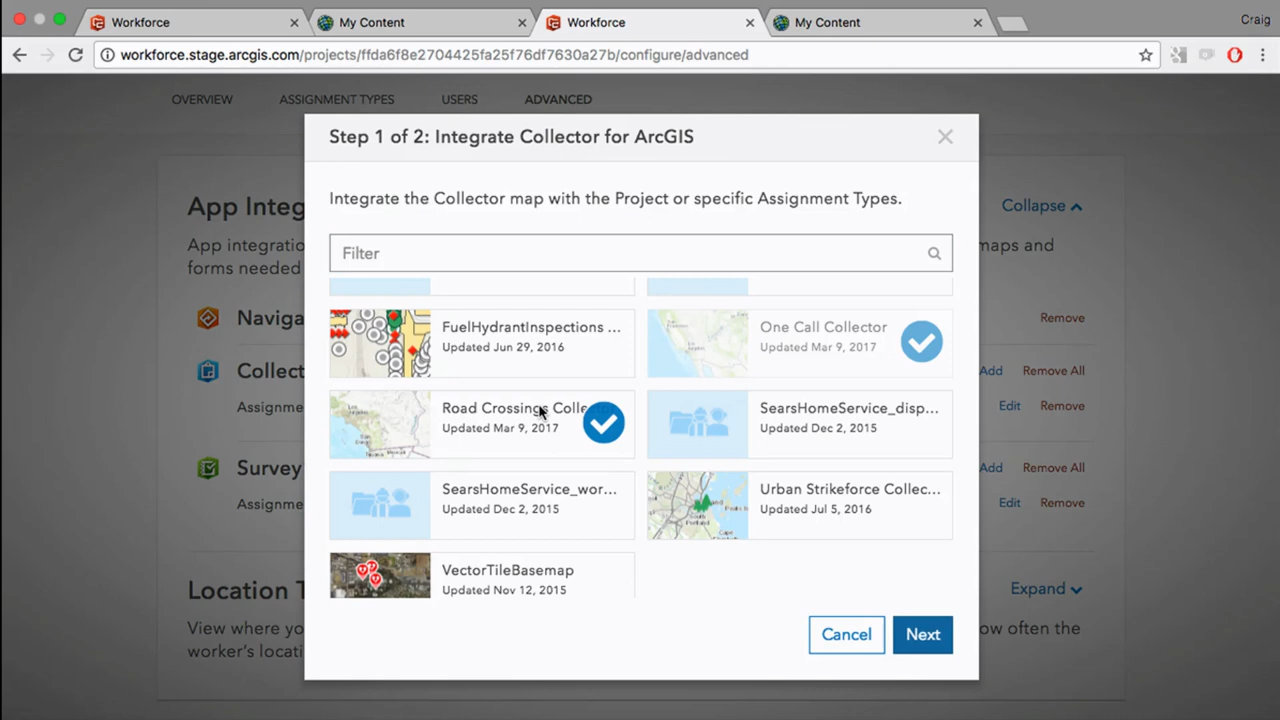 Workforce
My Content
Workforce
My Content
Craig
workforce.stage.arcgis.com/projects/ffda6f8e2704425fa25f76df7630a27b/configure/advanced
OVERVIEW
ASSIGNMENT TYPES
USERS
ADVANCED
Step 1 of 2: Integrate Collector for ArcGIS
Integrate the Collector map with the Project or specific Assignment Types.
Filter
FuelHydrantInspections ...
Updated Jun 29, 2016
One Call Collector
Updated Mar 9, 2017
Road Crossings Collector
Updated Mar 9, 2017
SearsHomeService_disp...
Updated Dec 2, 2015
SearsHomeService_wor...
Updated Dec 2, 2015
Urban Strikeforce Collec...
Updated Jul 5, 2016
VectorTileBasemap
Updated Nov 12, 2015
Cancel
Next
App Integ
Collapse
App integration
maps and
forms needed
Naviga
Remove
Collect
Add
Remove All
Assignme
Edit
Remove
Survey
Add
Remove All
Assignme
Edit
Remove
Location T
Expand
View where yo
ow often the
worker's locati